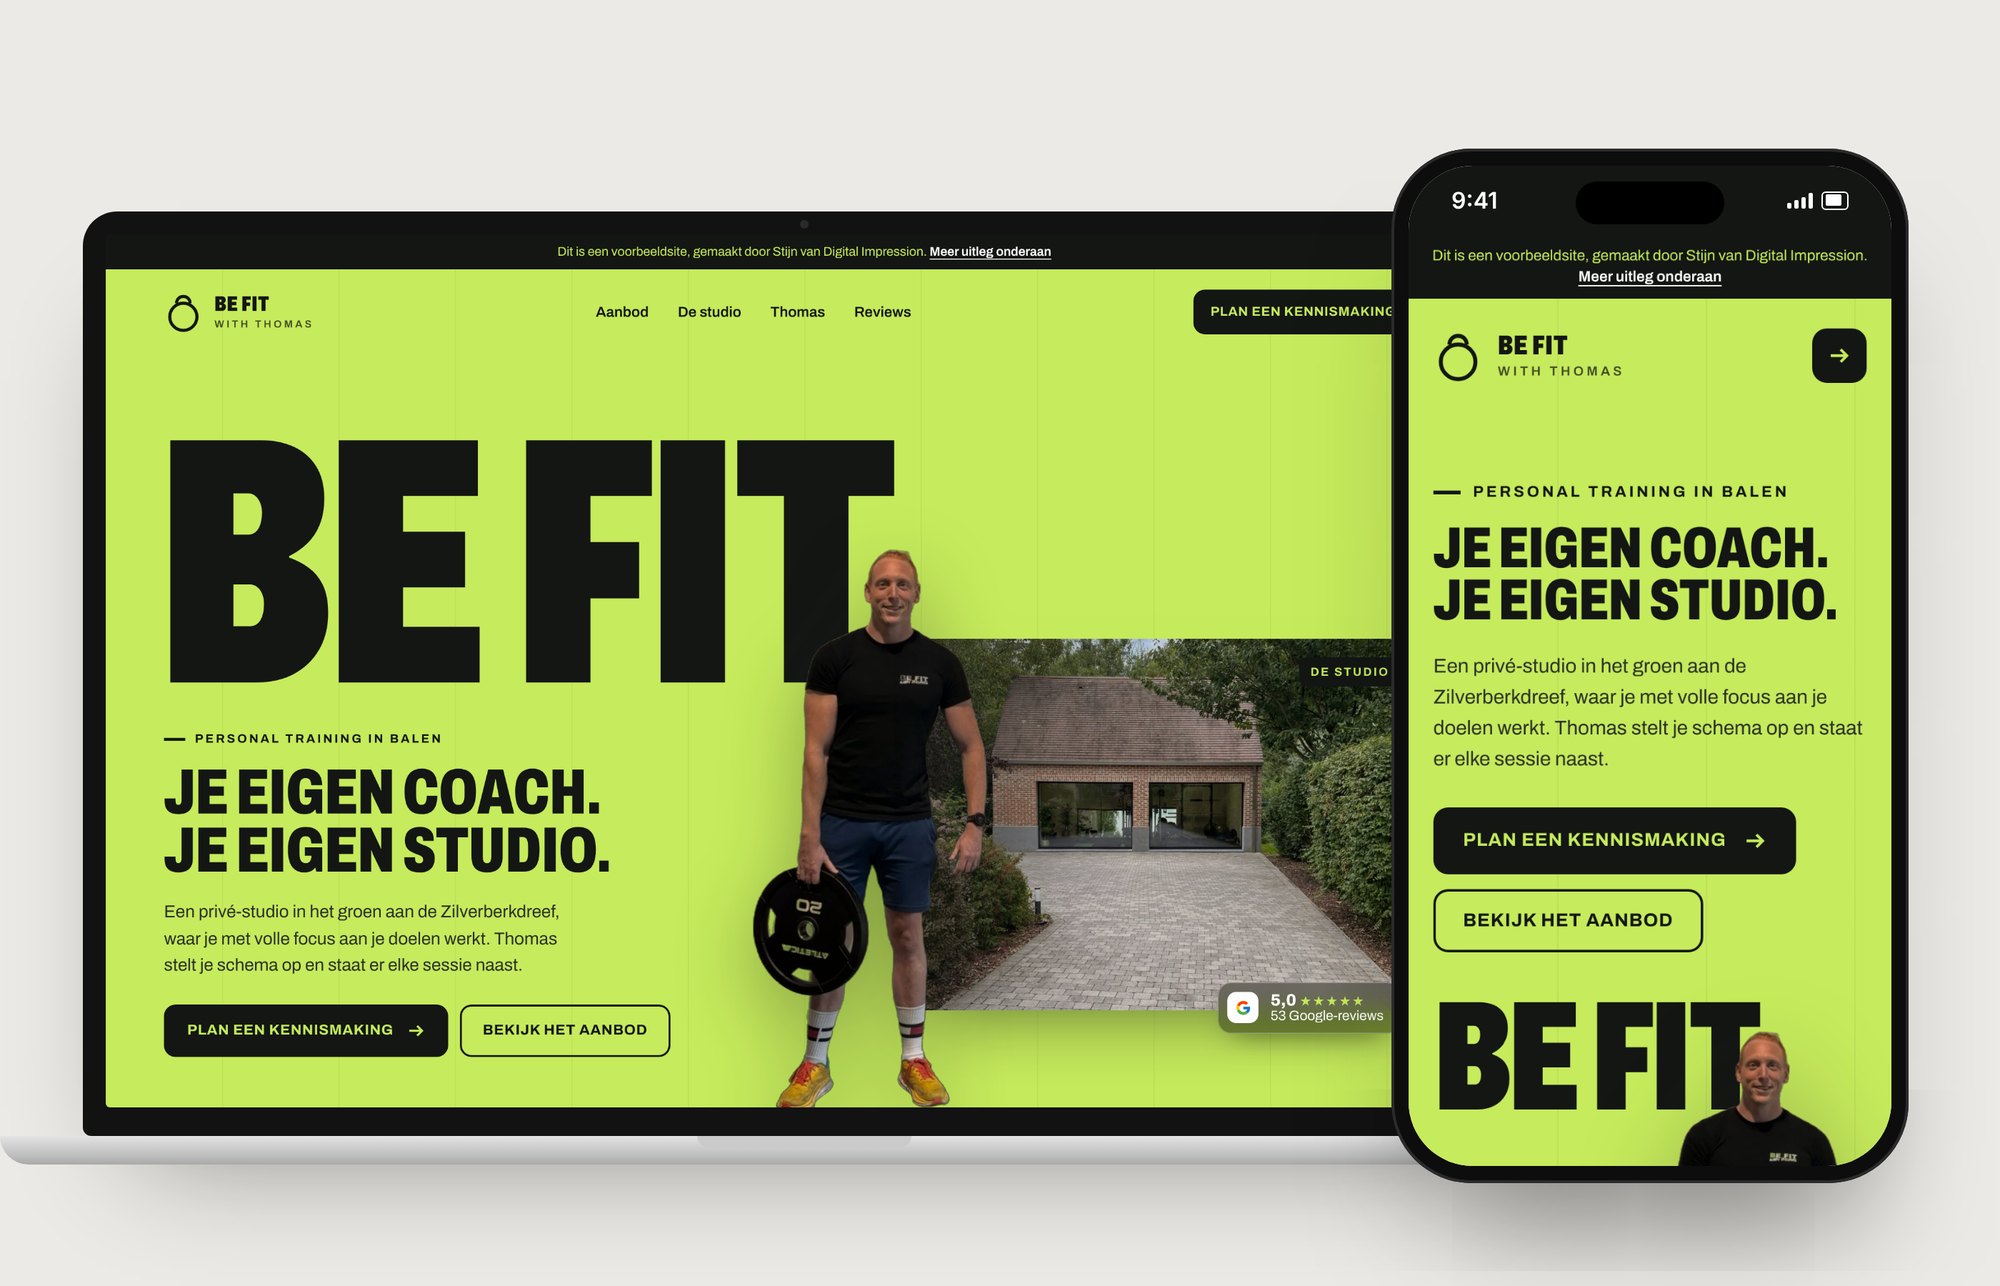 Dit is een voorbeeldsite, gemaakt door Stijn van Digital Impression. Meer uitleg onderaan
BE FIT
WITH THOMAS
Aanbod
De studio
Thomas
Reviews
PLAN EEN KENNISMAKING
BE FIT
PERSONAL TRAINING IN BALEN
JE EIGEN COACH.
JE EIGEN STUDIO.
Een privé-studio in het groen aan de Zilverberkdreef,
waar je met volle focus aan je doelen werkt. Thomas
stelt je schema op en staat er elke sessie naast.
PLAN EEN KENNISMAKING →
BEKIJK HET AANBOD
BE FIT
20
ATLETICA
DE STUDIO
G
5,0 ★★★★★
53 Google-reviews
9:41
Dit is een voorbeeldsite, gemaakt door Stijn van Digital Impression.
Meer uitleg onderaan
BE FIT
WITH THOMAS
→
PERSONAL TRAINING IN BALEN
JE EIGEN COACH.
JE EIGEN STUDIO.
Een privé-studio in het groen aan de
Zilverberkdreef, waar je met volle focus aan je
doelen werkt. Thomas stelt je schema op en staat
er elke sessie naast.
PLAN EEN KENNISMAKING →
BEKIJK HET AANBOD
BE FIT
BE FIT